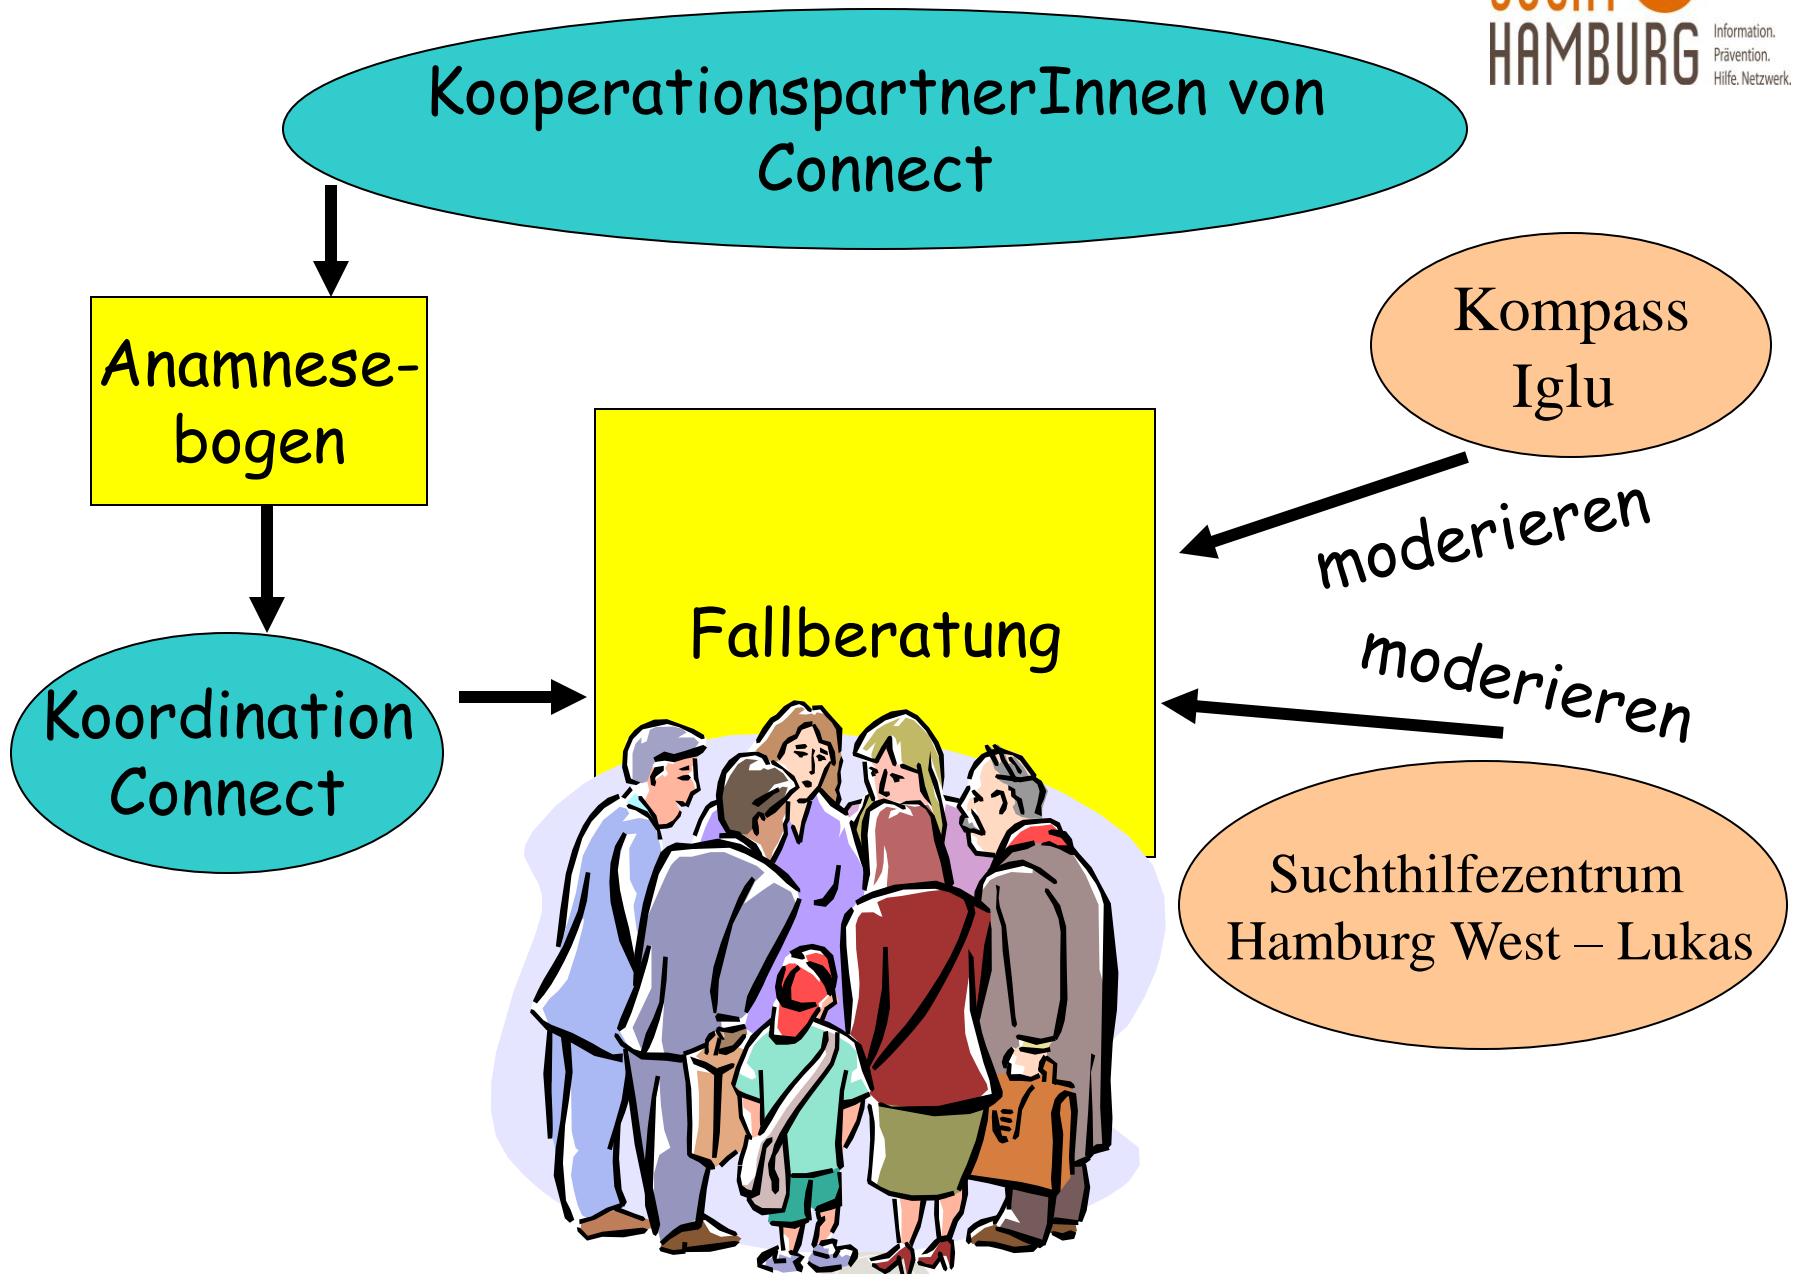 HAMBURG
Information.
Prävention.
Hilfe. Netzwerk.
KooperationspartnerInnen von
Connect
Anamnese-
bogen
Koordination
Connect
Fallberatung
Kompass
Iglu
moderieren
moderieren
Suchthilfezentrum
Hamburg West – Lukas